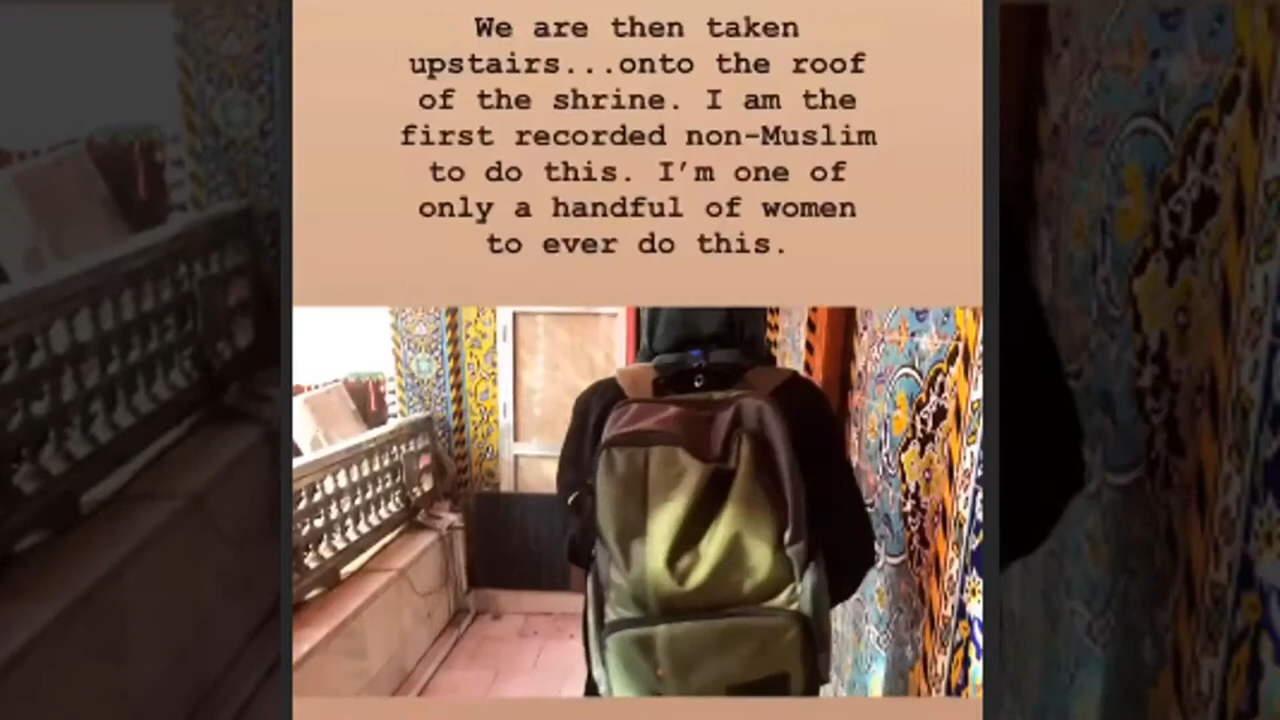 We are then taken
upstairs...onto the roof
of the shrine. I am the
first recorded non-Muslim
to do this. I’m one of
only a handful of women
to ever do this.